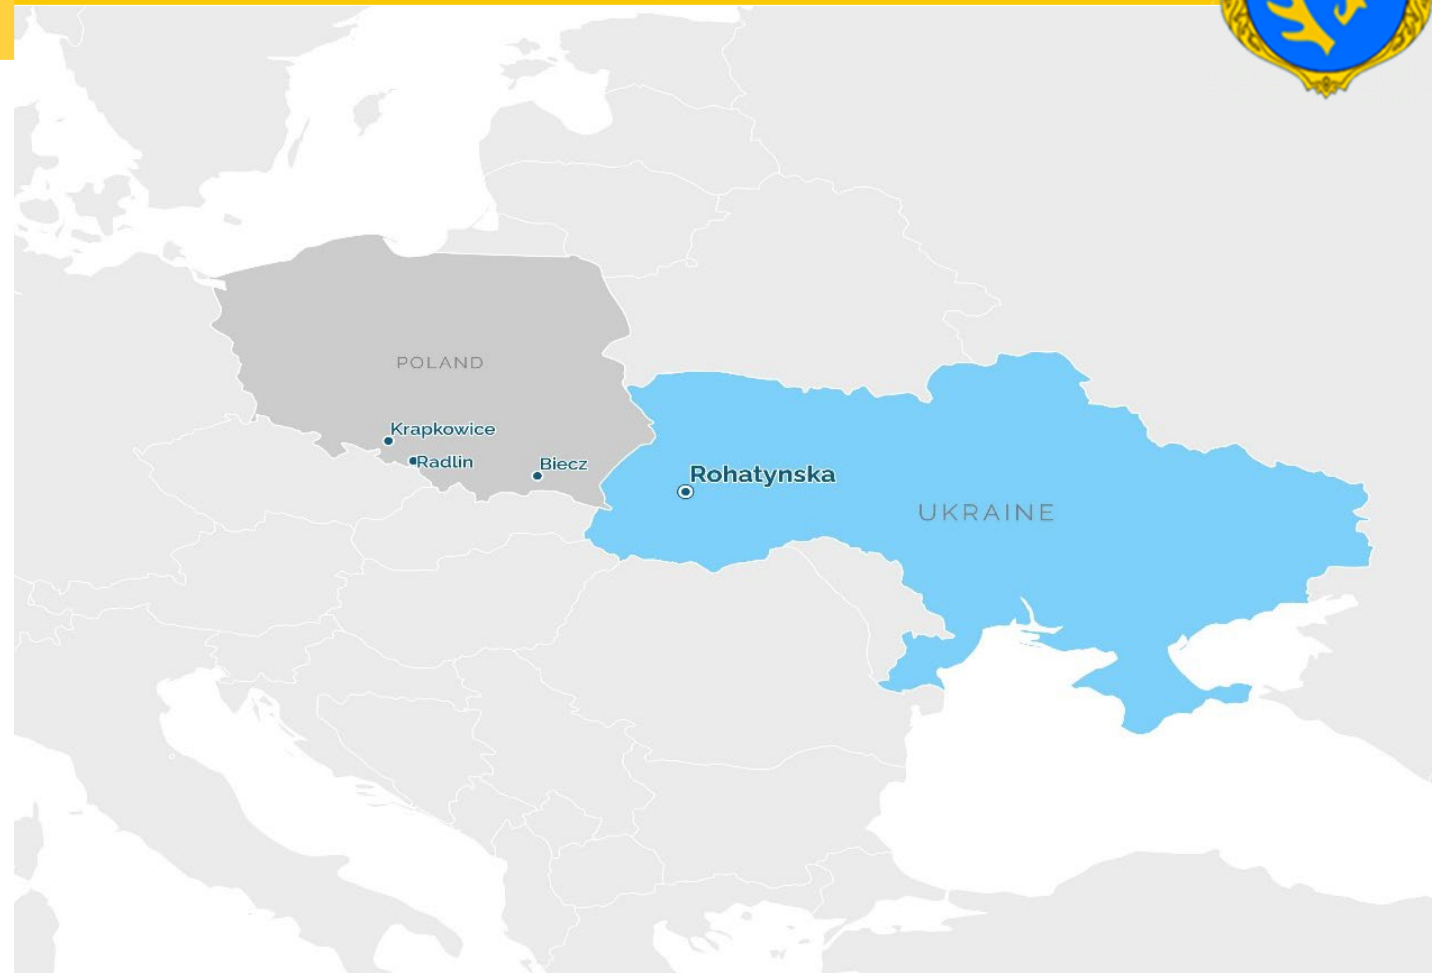 POLAND
Krapkowice
Radlin
Biecz
Rohatynska
UKRAINE